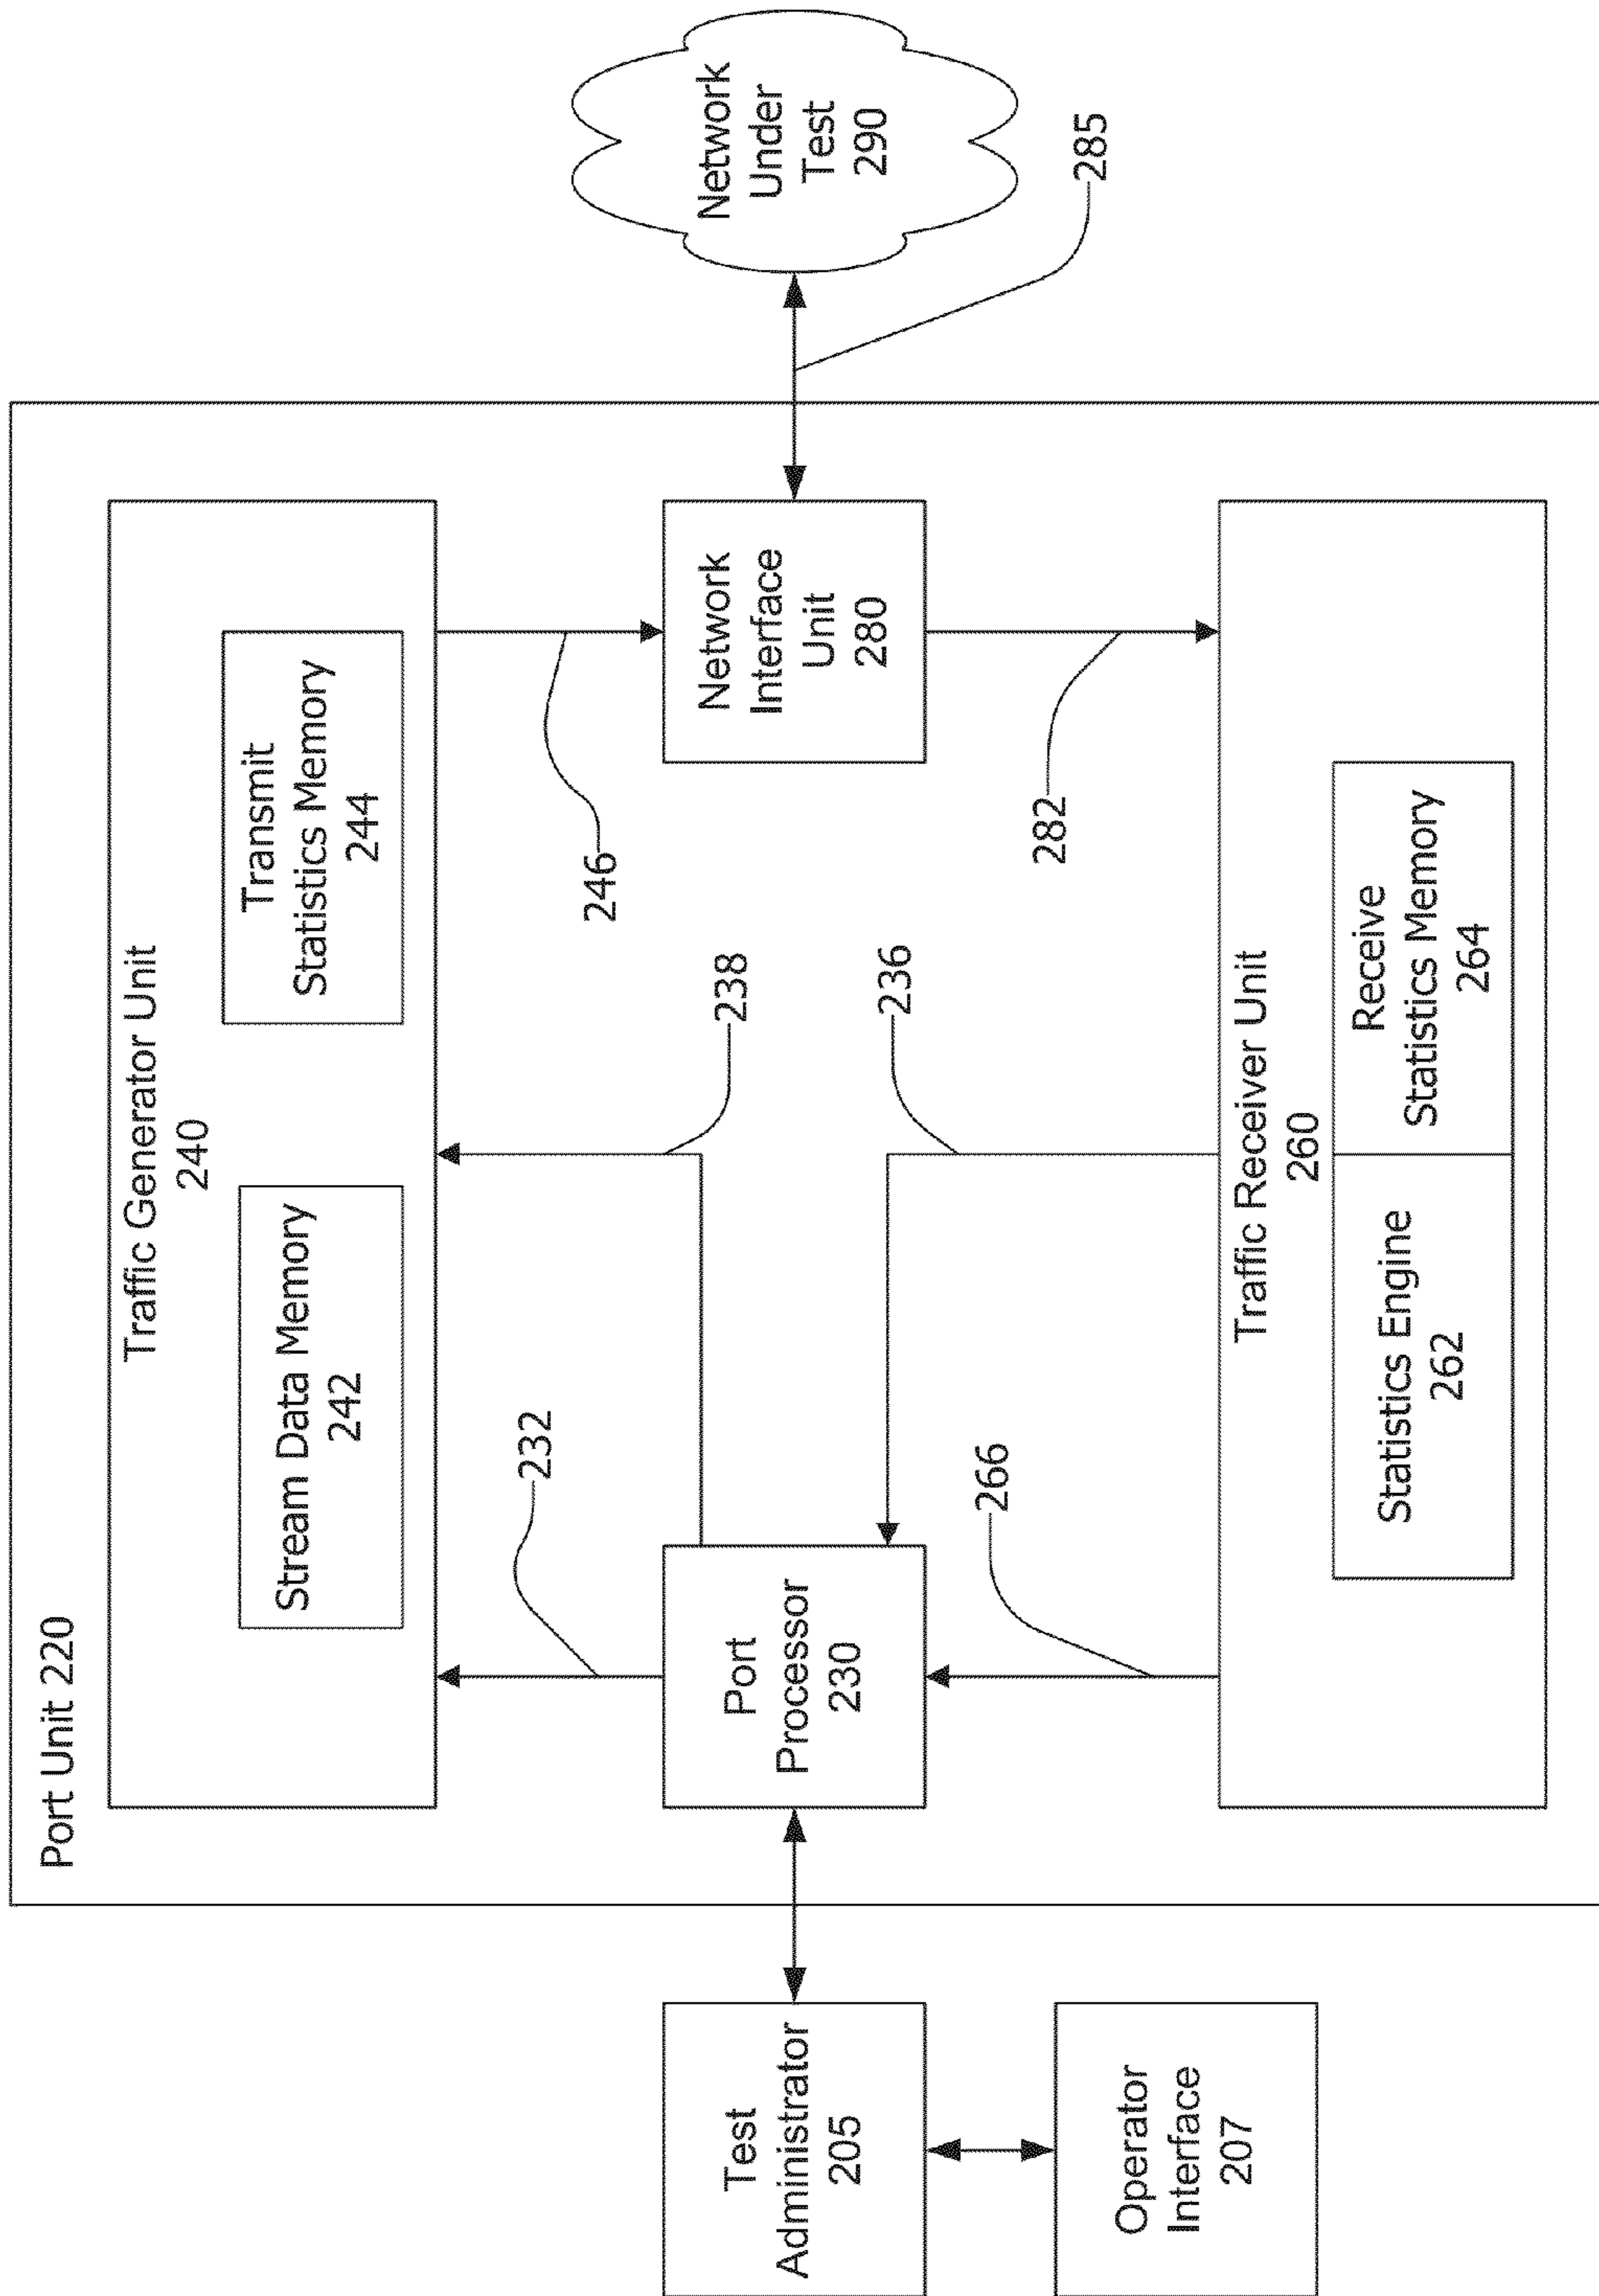 Port Unit 220
Traffic Generator Unit
240
Stream Data Memory
242
Transmit
Statistics Memory
244
232
238
246
Test
Administrator
205
Port
Processor
230
Network
Interface
Unit
280
Network
Under
Test
290
285
266
236
282
Operator
Interface
207
Traffic Receiver Unit
260
Statistics Engine
262
Receive
Statistics Memory
264